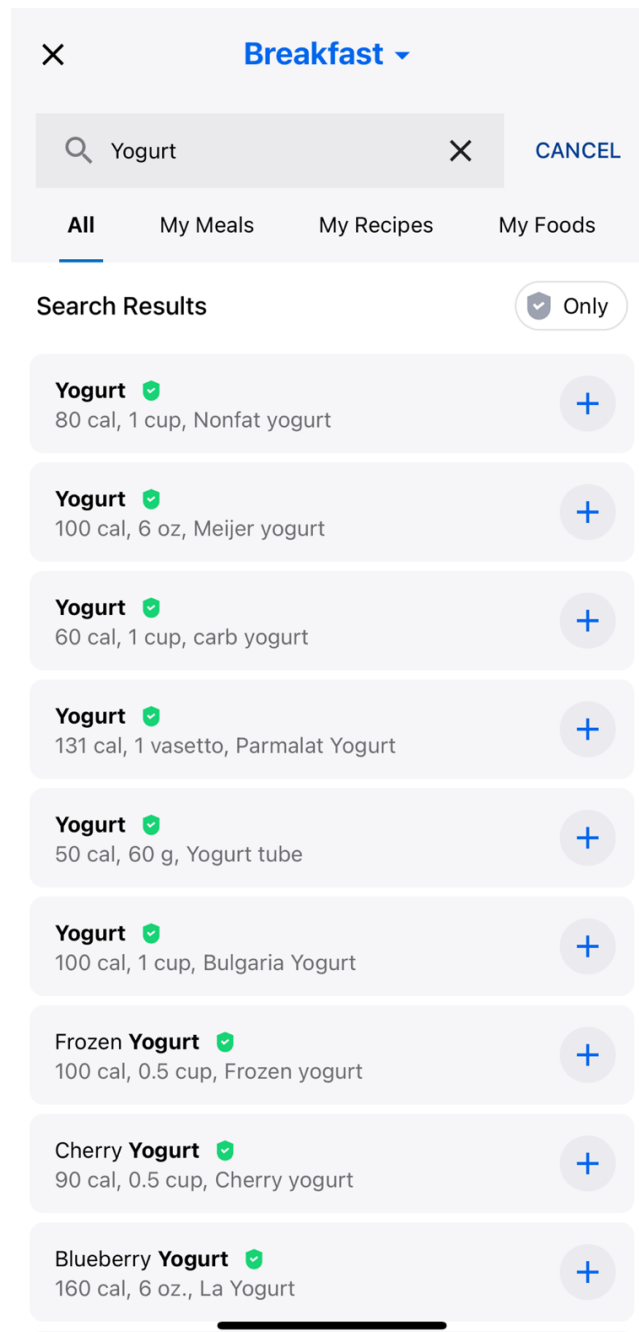 Breakfast
Yogurt
CANCEL
All My Meals My Recipes My Foods
Search Results
Only
Yogurt
80 cal, 1 cup, Nonfat yogurt
Yogurt
100 cal, 6 oz, Meijer yogurt
Yogurt
60 cal, 1 cup, carb yogurt
Yogurt
131 cal, 1 vasetto, Parmalat Yogurt
Yogurt
50 cal, 60 g, Yogurt tube
Yogurt
100 cal, 1 cup, Bulgaria Yogurt
Frozen Yogurt
100 cal, 0.5 cup, Frozen yogurt
Cherry Yogurt
90 cal, 0.5 cup, Cherry yogurt
Blueberry Yogurt
160 cal, 6 oz., La Yogurt